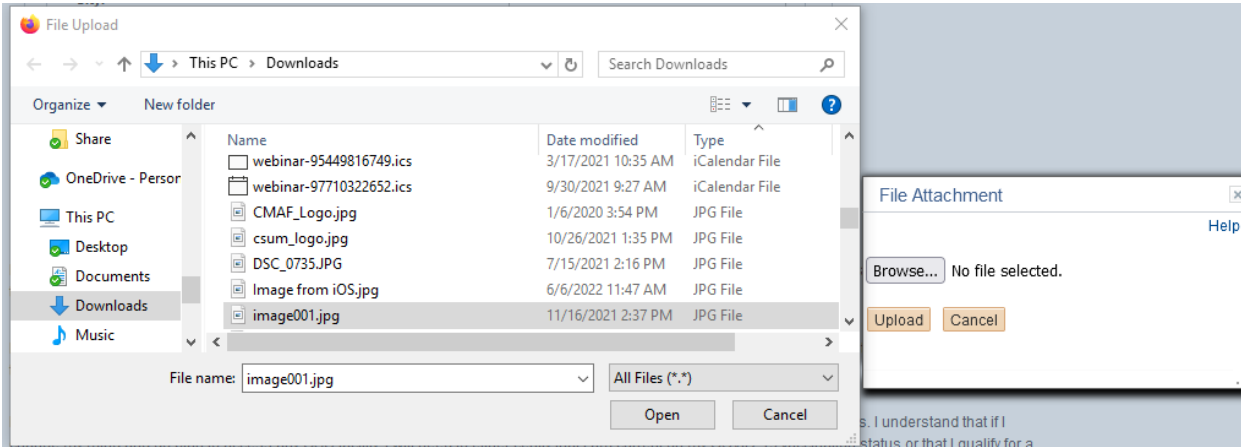 File Upload
This PC > Downloads
Search Downloads
Organize
New folder
Share
OneDrive - Person
This PC
Desktop
Documents
Downloads
Music
Name Date modified Type
webinar-95449816749.ics 3/17/2021 10:35 AM iCalendar File
webinar-97710322652.ics 9/30/2021 9:27 AM iCalendar File
CMAF_Logo.jpg 1/6/2020 3:54 PM JPG File
csum_logo.jpg 10/26/2021 1:35 PM JPG File
DSC_0735.JPG 7/15/2021 2:16 PM JPG File
Image from iOS.jpg 6/6/2022 11:47 AM JPG File
image001.jpg 11/16/2021 2:37 PM JPG File
File name: image001.jpg All Files (*.*)
Open Cancel
File Attachment
Help
Browse... No file selected.
Upload Cancel
s. I understand that if I
status or that I qualify for a